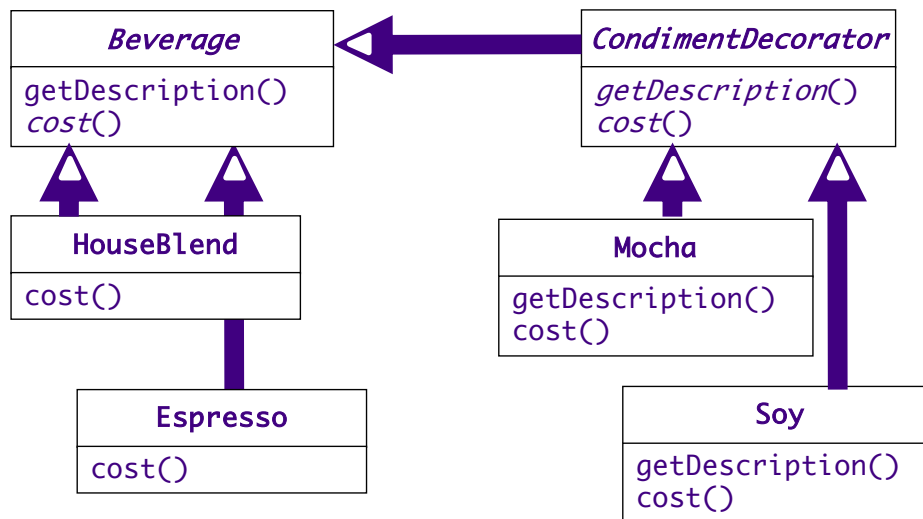 Beverage
getDescription()
cost()
CondimentDecorator
getDescription()
cost()
HouseBlend
cost()
Mocha
getDescription()
cost()
Espresso
cost()
Soy
getDescription()
cost()